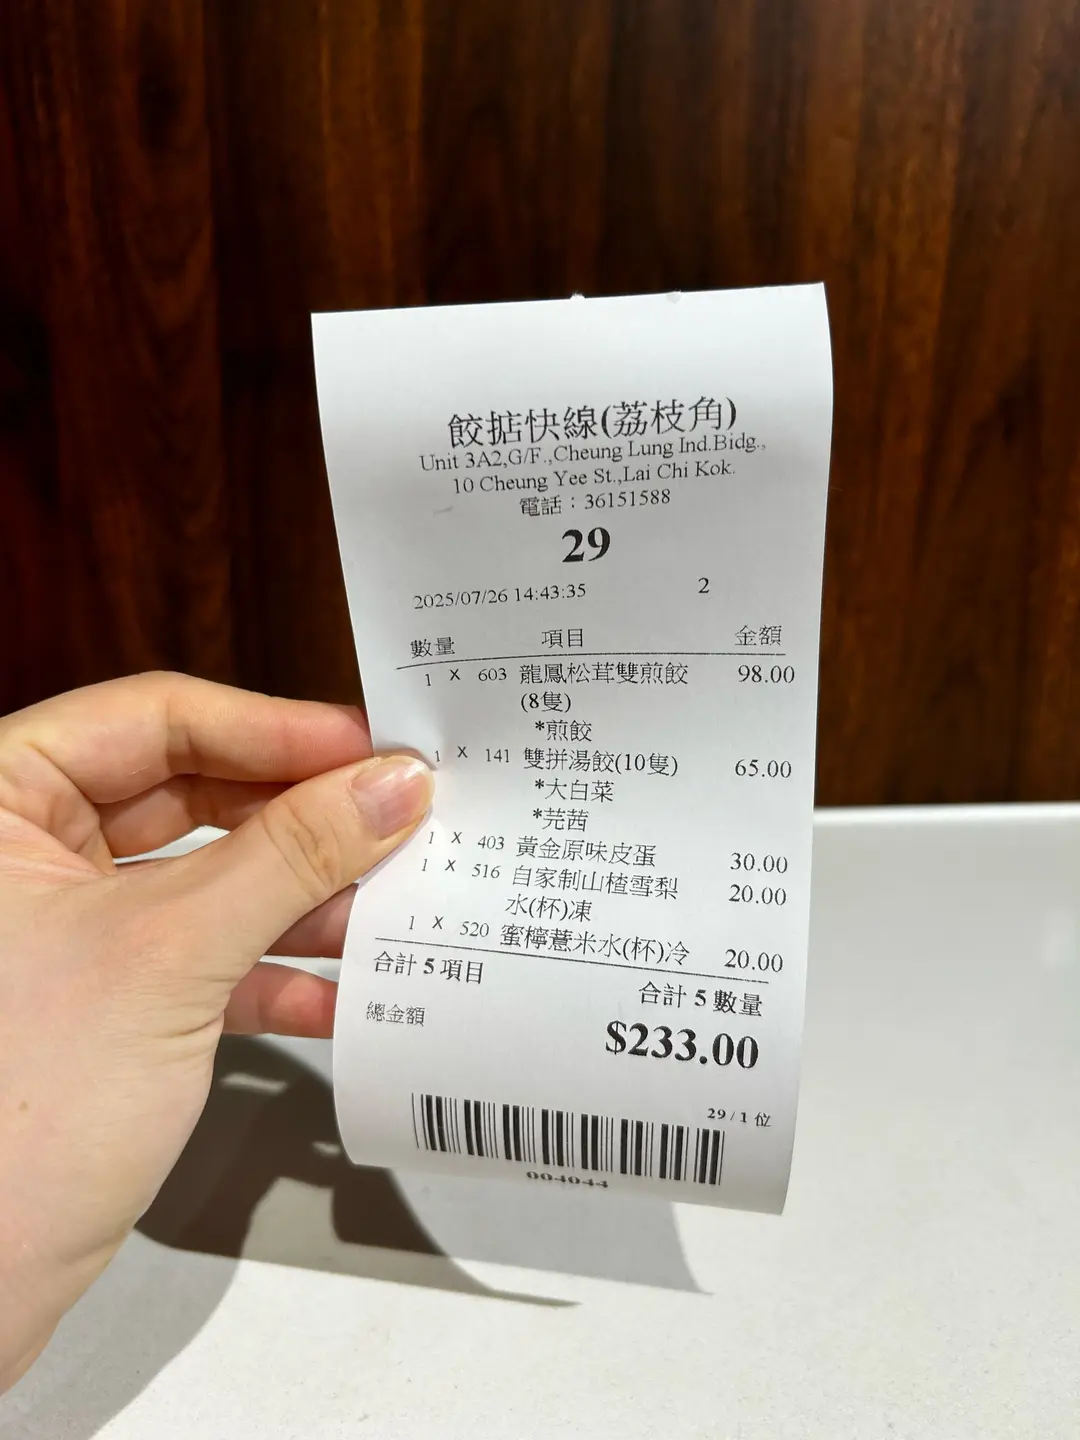 餃掂快線(荔枝角)
Unit 3A2,G/F.,Cheung Lung Ind.Bidg.,
10 Cheung Yee St.,Lai Chi Kok.
電話：36151588
29
2025/07/26 14:43:35 2
數量 項目 金額
1 X 603 龍鳳松茸雙煎餃 98.00
(8隻)
*煎餃
1 X 141 雙拼湯餃(10隻) 65.00
*大白菜
*芫茜
1 X 403 黃金原味皮蛋 30.00
1 X 516 自家制山楂雪梨 20.00
水(杯)凍
1 X 520 蜜檸薏米水(杯)冷 20.00
合計 5 項目 合計 5 數量
總金額 $233.00
29 / 1 位
004044